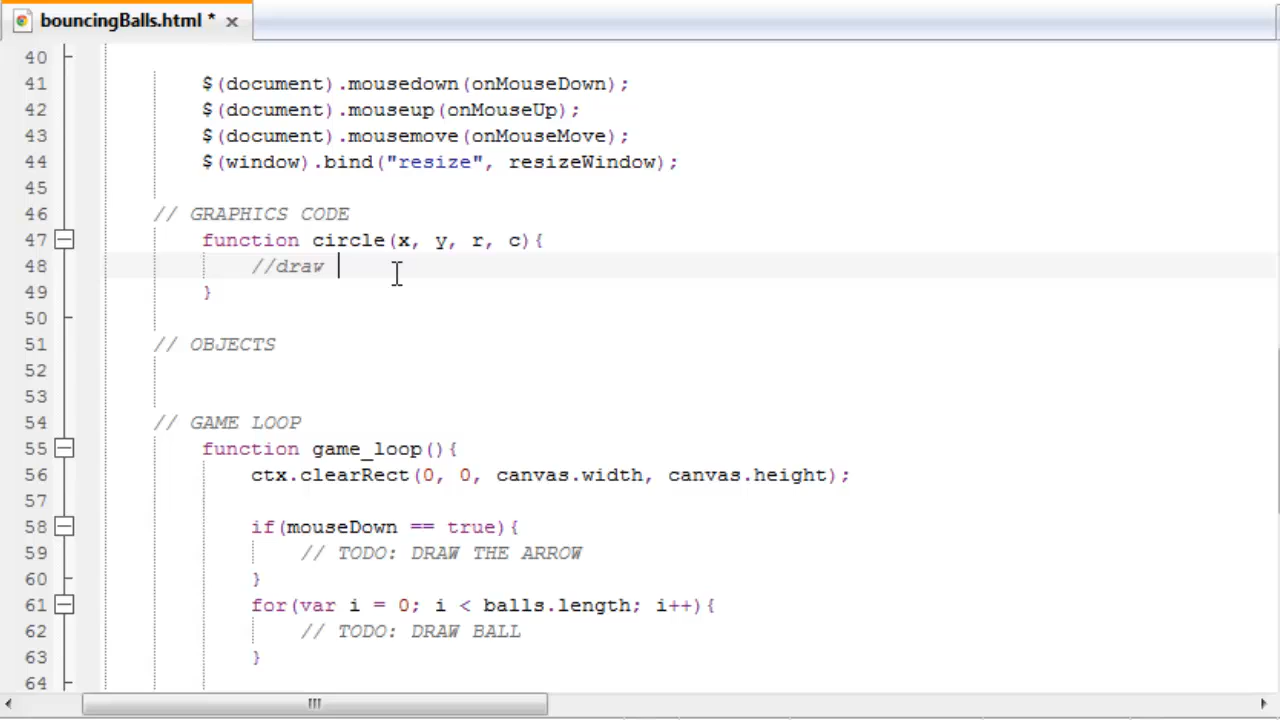 bouncingBalls.html *
40
41 $(document).mousedown(onMouseDown);
42 $(document).mouseup(onMouseUp);
43 $(document).mousemove(onMouseMove);
44 $(window).bind("resize", resizeWindow);
45
46 // GRAPHICS CODE
47 function circle(x, y, r, c){
48 //draw
49 }
50
51 // OBJECTS
52
53
54 // GAME LOOP
55 function game_loop(){
56 ctx.clearRect(0, 0, canvas.width, canvas.height);
57
58 if(mouseDown == true){
59 // TODO: DRAW THE ARROW
60 }
61 for(var i = 0; i < balls.length; i++){
62 // TODO: DRAW BALL
63 }
64